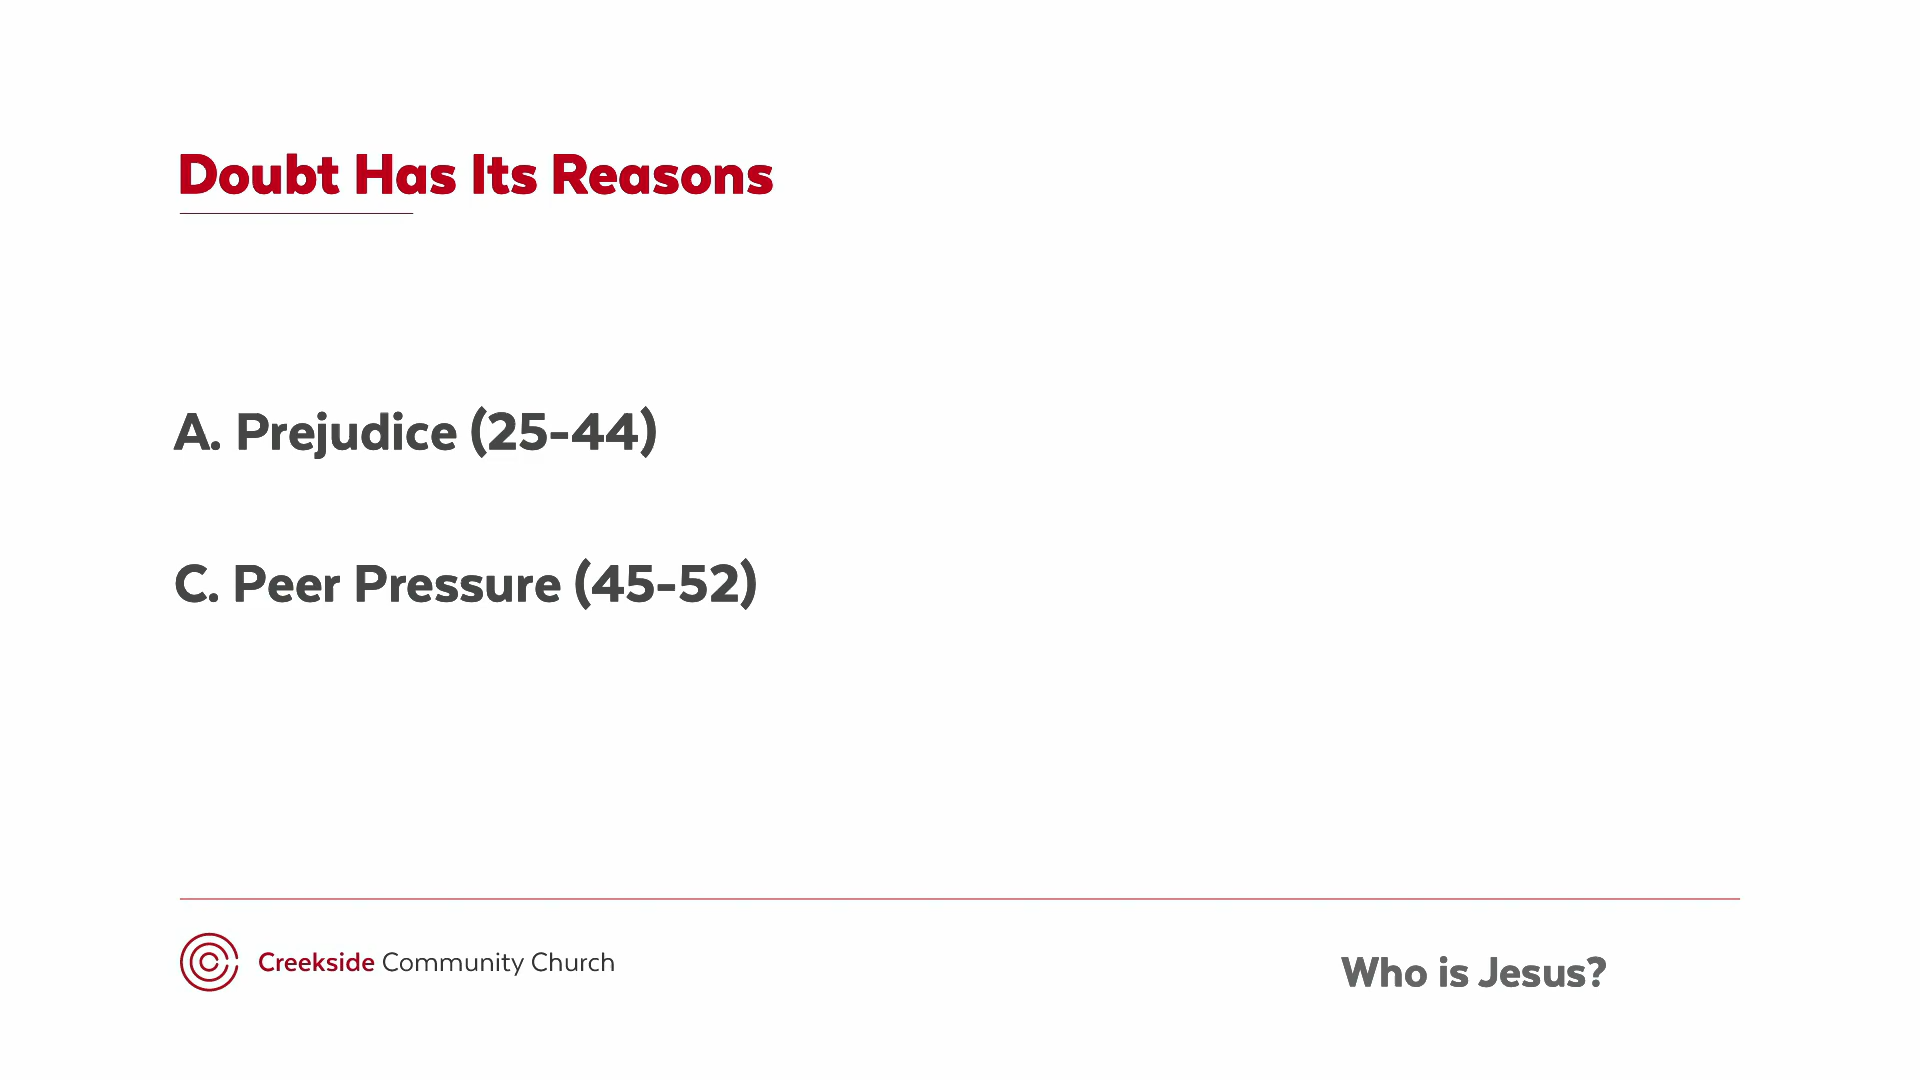 Doubt Has Its Reasons
A. Prejudice (25-44)
C. Peer Pressure (45-52)
Creekside Community Church
Who is Jesus?